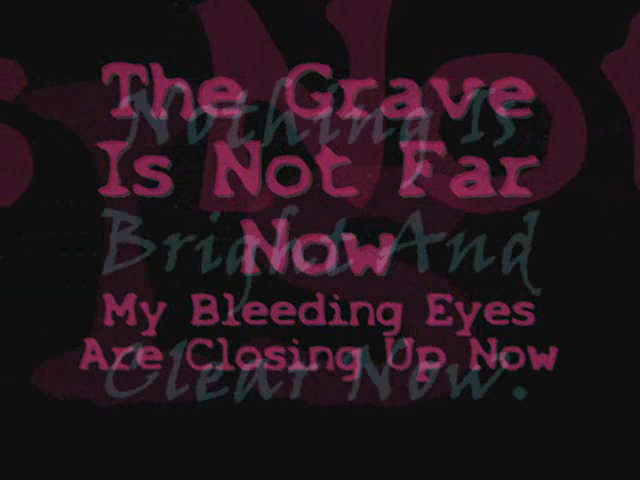 The Grave
Is Not Far
Now
My Bleeding Eyes
Are Closing Up Now
Nothing Is
Bright And
Clear Now.